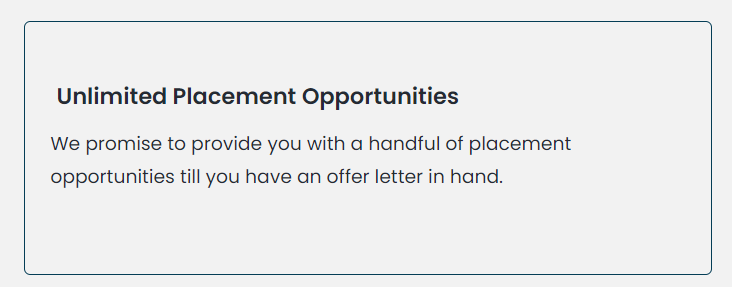 Unlimited Placement Opportunities
We promise to provide you with a handful of placement
opportunities till you have an offer letter in hand.